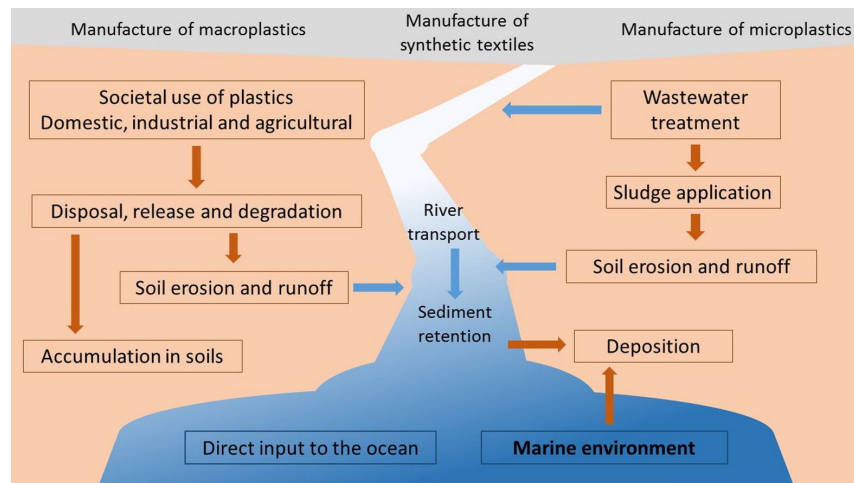 Manufacture of macroplastics
Manufacture of
synthetic textiles
Manufacture of microplastics
Societal use of plastics
Domestic, industrial and agricultural
Wastewater
treatment
Disposal, release and degradation
River
transport
Sludge application
Soil erosion and runoff
Soil erosion and runoff
Sediment
retention
Accumulation in soils
Deposition
Direct input to the ocean
Marine environment